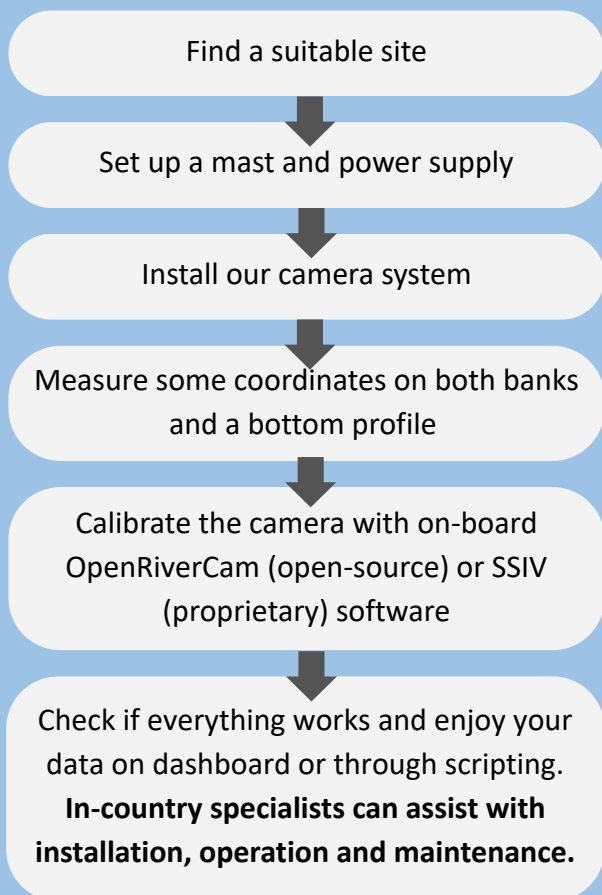 Find a suitable site
Set up a mast and power supply
Install our camera system
Measure some coordinates on both banks
and a bottom profile
Calibrate the camera with on-board
OpenRiverCam (open-source) or SSIV
(proprietary) software
Check if everything works and enjoy your
data on dashboard or through scripting.
In-country specialists can assist with
installation, operation and maintenance.